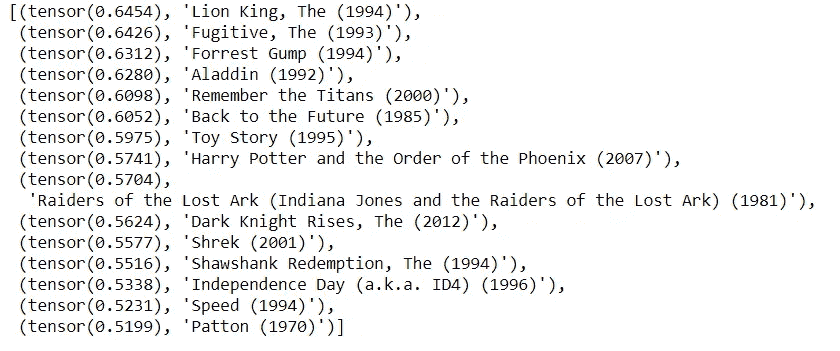 [(tensor(0.6454), 'Lion King, The (1994)'),
(tensor(0.6426), 'Fugitive, The (1993)'),
(tensor(0.6312), 'Forrest Gump (1994)'),
(tensor(0.6280), 'Aladdin (1992)'),
(tensor(0.6098), 'Remember the Titans (2000)'),
(tensor(0.6052), 'Back to the Future (1985)'),
(tensor(0.5975), 'Toy Story (1995)'),
(tensor(0.5741), 'Harry Potter and the Order of the Phoenix (2007)'),
(tensor(0.5704),
'Raiders of the Lost Ark (Indiana Jones and the Raiders of the Lost Ark) (1981)'),
(tensor(0.5624), 'Dark Knight Rises, The (2012)'),
(tensor(0.5577), 'Shrek (2001)'),
(tensor(0.5516), 'Shawshank Redemption, The (1994)'),
(tensor(0.5338), 'Independence Day (a.k.a. ID4) (1996)'),
(tensor(0.5231), 'Speed (1994)'),
(tensor(0.5199), 'Patton (1970)')]